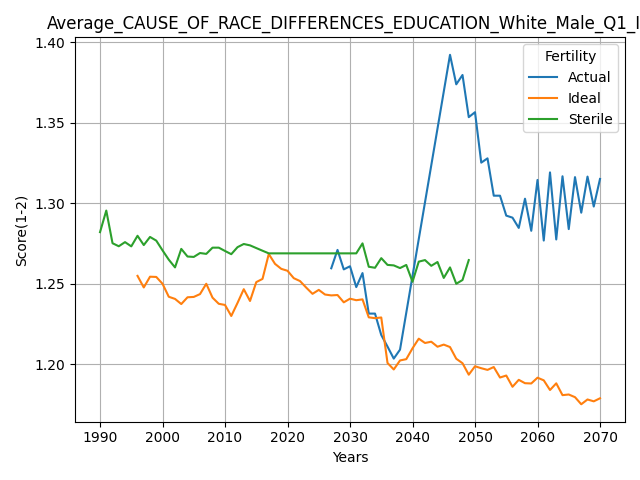 Average_CAUSE_OF_RACE_DIFFERENCES_EDUCATION_White_Male_Q1_I
Fertility
Actual
Ideal
Sterile
Score(1-2)
1.40
1.35
1.30
1.25
1.20
1990 2000 2010 2020 2030 2040 2050 2060 2070
Years